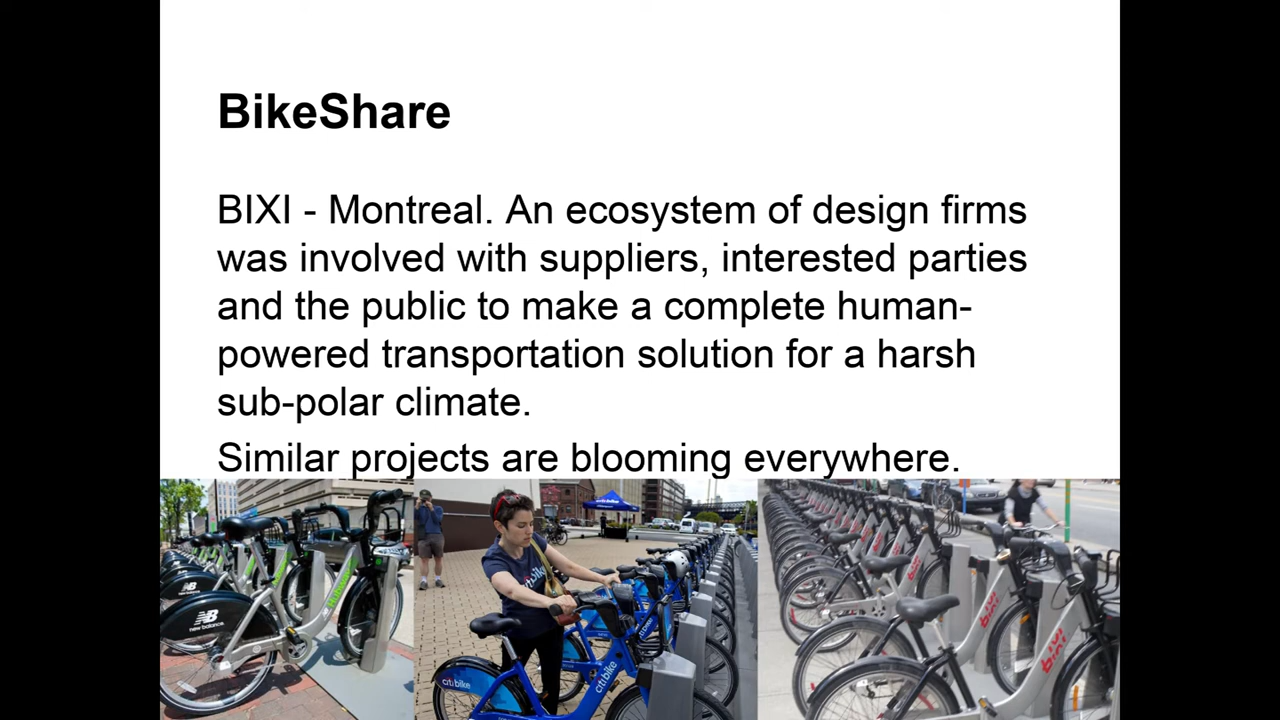 BikeShare
BIXI - Montreal. An ecosystem of design firms
was involved with suppliers, interested parties
and the public to make a complete human-
powered transportation solution for a harsh
sub-polar climate.
Similar projects are blooming everywhere.
NB
new balance
citibike
citibike
citibike
bixi
bixi